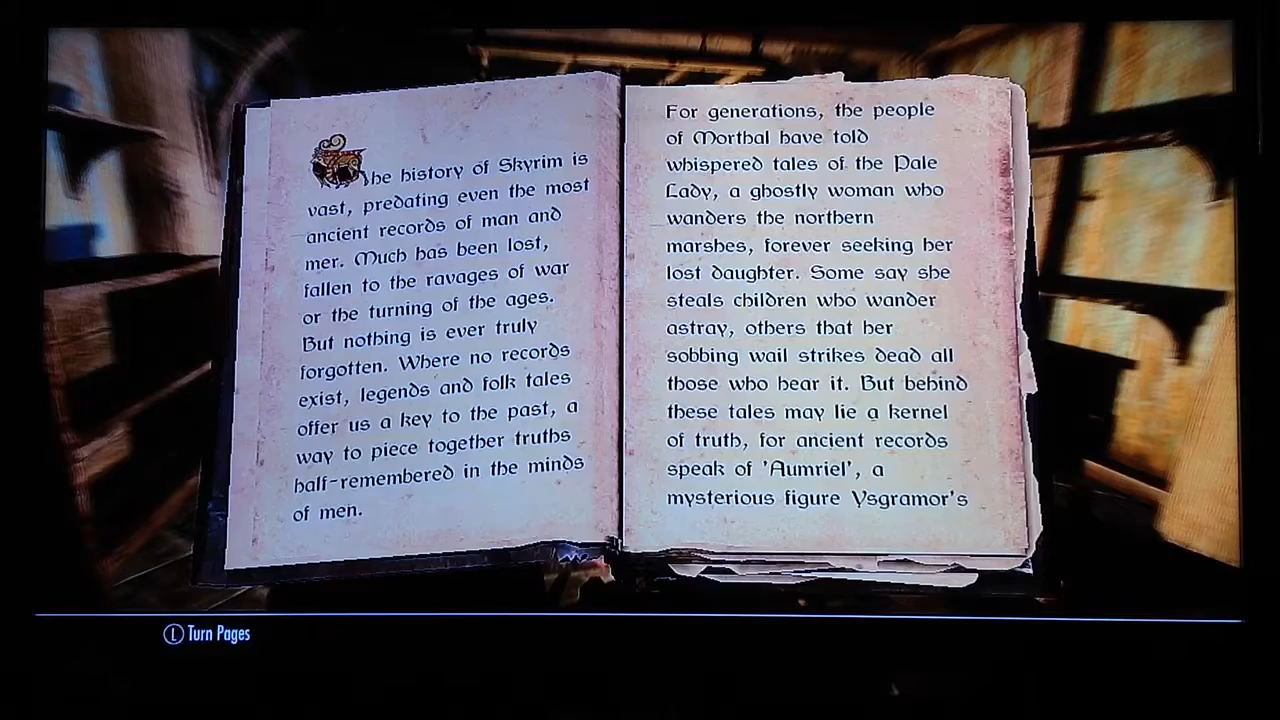 The history of Skyrim is
vast, predating even the most
ancient records of man and
mer. Much has been lost,
fallen to the ravages of war
or the turning of the ages.
But nothing is ever truly
forgotten. Where no records
exist, legends and folk tales
offer us a key to the past, a
way to piece together truths
half-remembered in the minds
of men.
For generations, the people
of Morthal have told
whispered tales of the Pale
Lady, a ghostly woman who
wanders the northern
marshes, forever seeking her
lost daughter. Some say she
steals children who wander
astray, others that her
sobbing wail strikes dead all
those who hear it. But behind
these tales may lie a kernel
of truth, for ancient records
speak of 'Aumriel', a
mysterious figure Ysgramor's
L Turn Pages